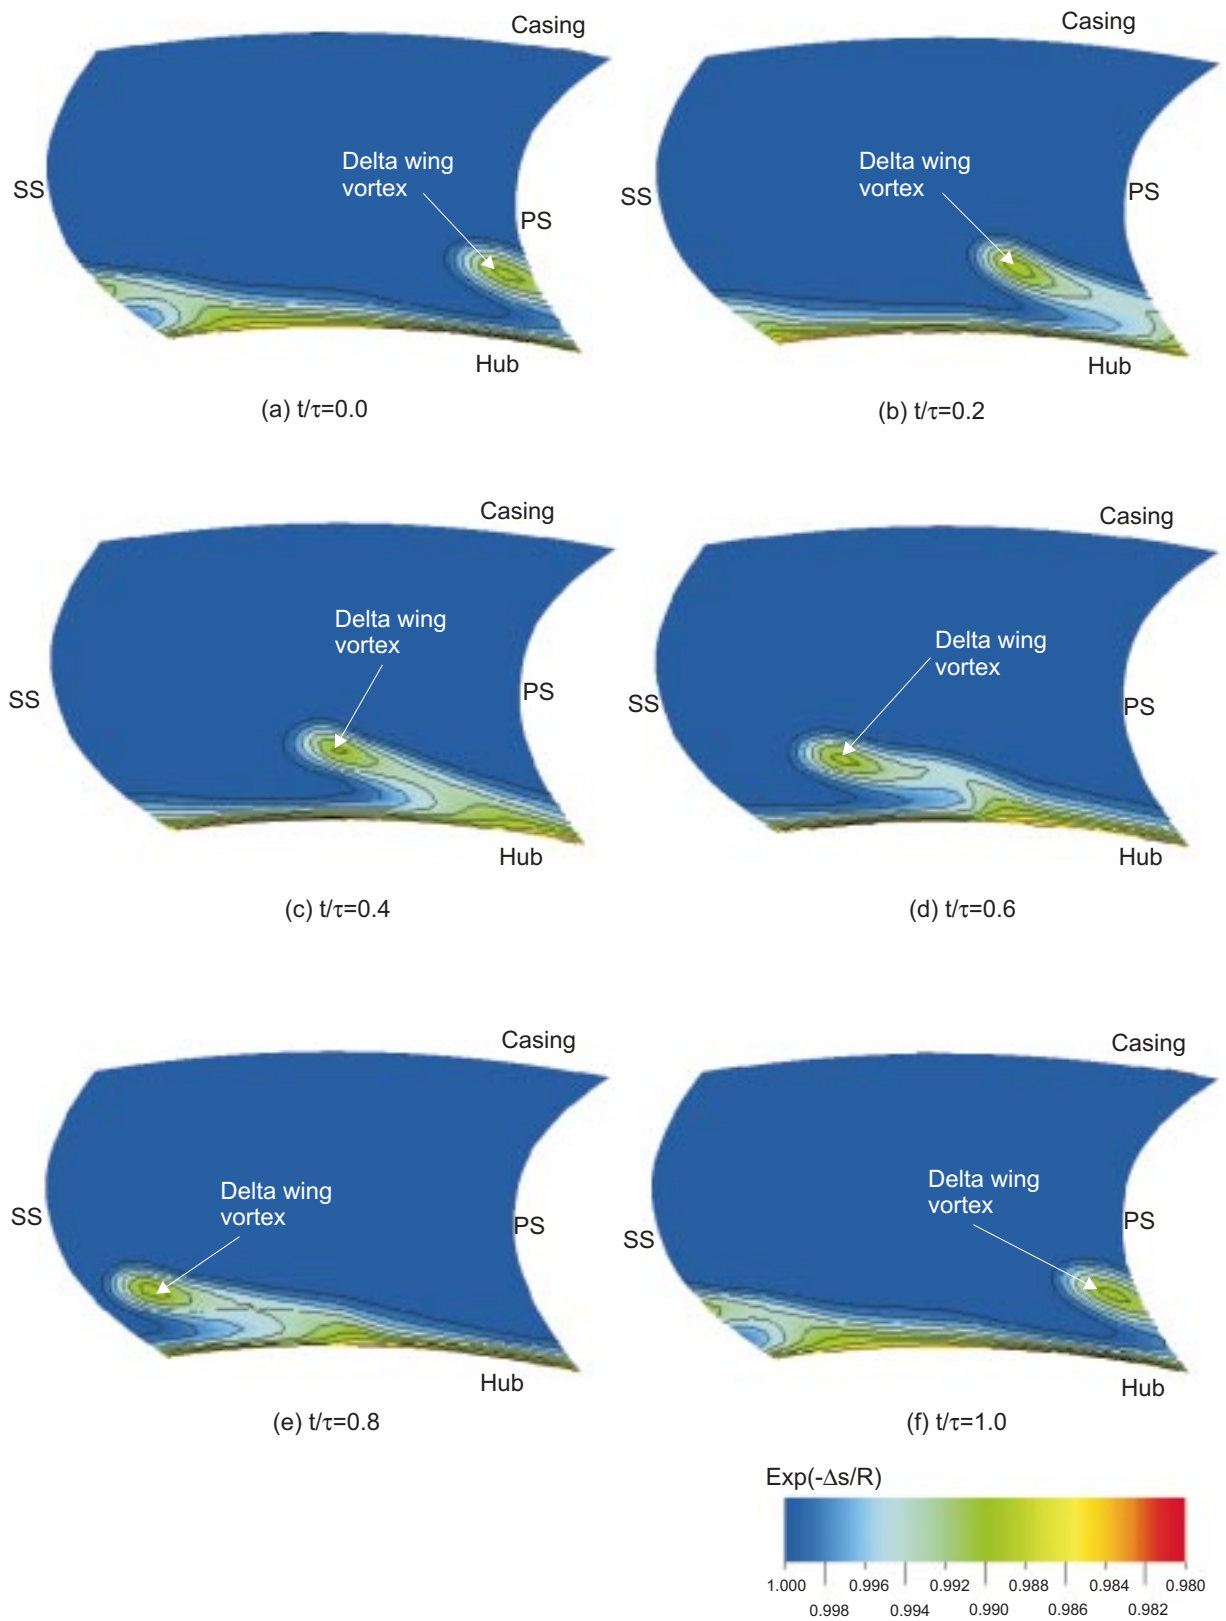 Casing
Casing
Delta wing
vortex
Delta wing
vortex
SS
PS
SS
PS
Hub
Hub
(a) t/τ=0.0
(b) t/τ=0.2
Casing
Casing
Delta wing
vortex
Delta wing
vortex
SS
PS
SS
PS
Hub
Hub
(c) t/τ=0.4
(d) t/τ=0.6
Casing
Casing
Delta wing
vortex
Delta wing
vortex
SS
PS
SS
PS
Hub
Hub
(e) t/τ=0.8
(f) t/τ=1.0
Exp(-Δs/R)
1.000 0.996 0.992 0.988 0.984 0.980
0.998 0.994 0.990 0.986 0.982